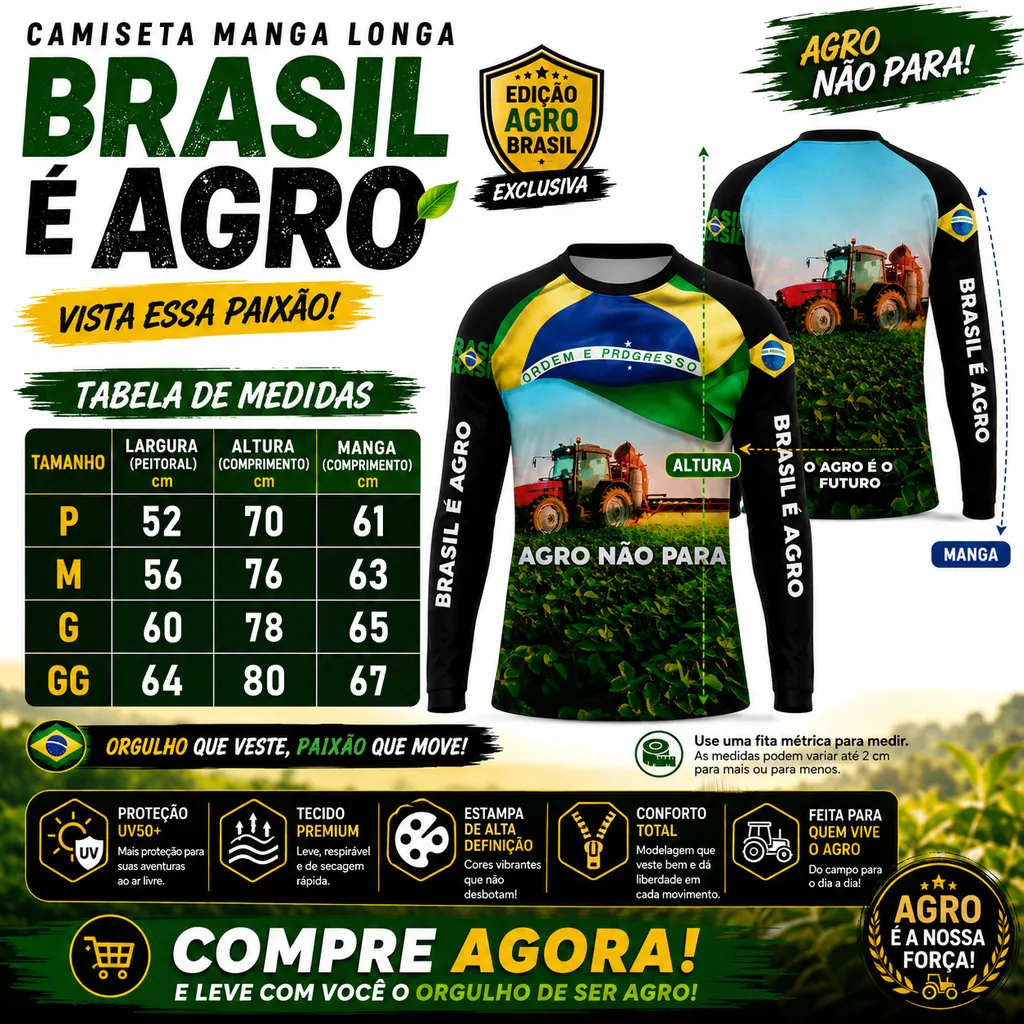 CAMISETA MANGA LONGA
BRASIL
É AGRO
VISTA ESSA PAIXÃO!
EDIÇÃO
AGRO
BRASIL
EXCLUSIVA
AGRO
NÃO PARA!
TABELA DE MEDIDAS
TAMANHO LARGURA (PEITORAL) cm ALTURA (COMPRIMENTO) cm MANGA (COMPRIMENTO) cm
P 52 70 61
M 56 76 63
G 60 78 65
GG 64 80 67
ORDEM E PRDGRESSO
BRASIL É AGRO
AGRO NÃO PARA
BRASIL É AGRO
ALTURA
BRASIL É AGRO
O AGRO É O
FUTURO
MANGA
ORGULHO QUE VESTE, PAIXÃO QUE MOVE!
Use uma fita métrica para medir.
As medidas podem variar até 2 cm
para mais ou para menos.
PROTEÇÃO
UV50+
Mais proteção para
suas aventuras
ao ar livre.
UV
TECIDO
PREMIUM
Leve, respirável
e de secagem
rápida.
ESTAMPA
DE ALTA
DEFINIÇÃO
Cores vibrantes
que não
desbotam!
CONFORTO
TOTAL
Modelagem que
veste bem e dá
liberdade em
cada movimento.
FEITA PARA
QUEM VIVE
O AGRO
Do campo para
o dia a dia!
COMPRE AGORA!
E LEVE COM VOCÊ O ORGULHO DE SER AGRO!
AGRO
É A NOSSA
FORÇA!